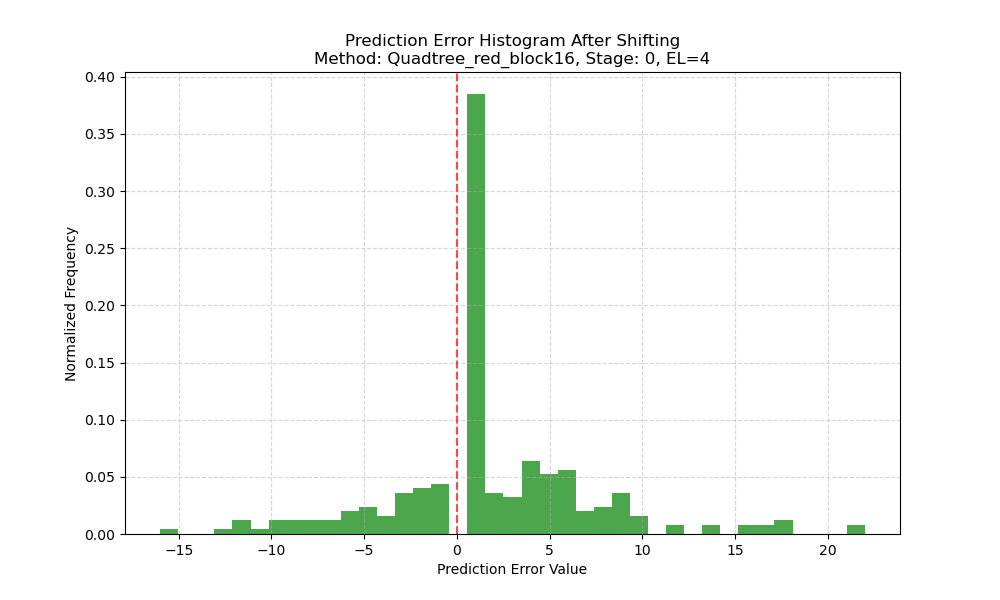 Prediction Error Histogram After Shifting
Method: Quadtree_red_block16, Stage: 0, EL=4
0.40
0.35
0.30
0.25
0.20
0.15
0.10
0.05
0.00
Normalized Frequency
−15 −10 −5 0 5 10 15 20
Prediction Error Value